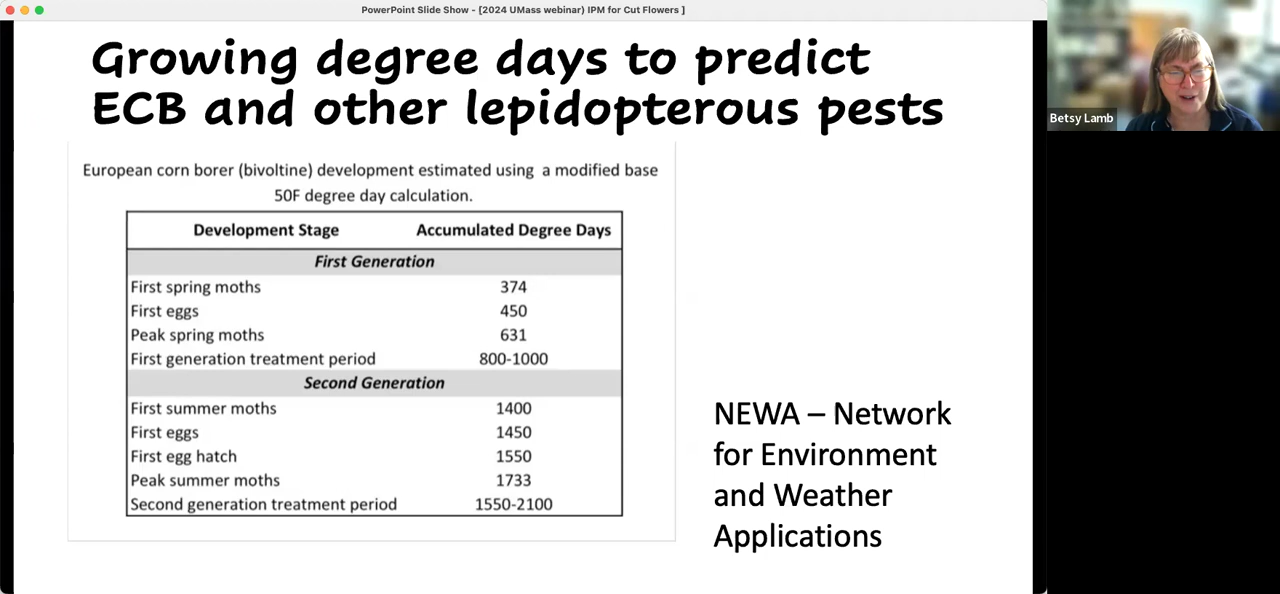 PowerPoint Slide Show - [2024 UMass webinar) IPM for Cut Flowers ]
Growing degree days to predict
ECB and other lepidopterous pests
Betsy Lamb
European corn borer (bivoltine) development estimated using a modified base
50F degree day calculation.
Development Stage Accumulated Degree Days
First Generation
First spring moths 374
First eggs 450
Peak spring moths 631
First generation treatment period 800-1000
Second Generation
First summer moths 1400
First eggs 1450
First egg hatch 1550
Peak summer moths 1733
Second generation treatment period 1550-2100
NEWA – Network
for Environment
and Weather
Applications